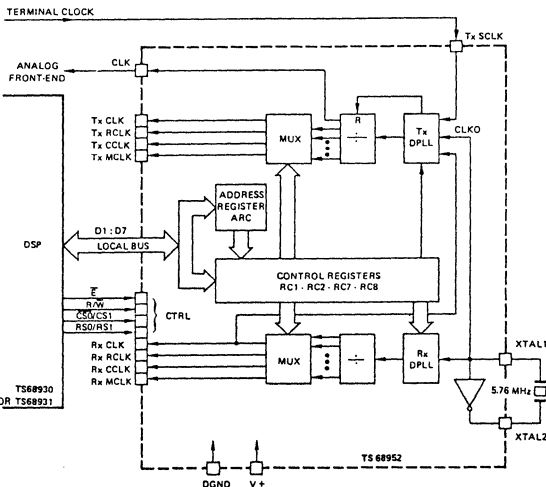 TERMINAL CLOCK
Tx SCLK
ANALOG
FRONT-END
CLK
Tx CLK
Tx RCLK
Tx CCLK
Tx MCLK
MUX
R
÷
Tx
DPLL
CLKO
ADDRESS
REGISTER
ARC
DSP
D1 : D7
LOCAL BUS
CONTROL REGISTERS
RC1 - RC2 - RC7 - RC8
E̅
R/W̅
C̅S̅0̅/CS1
RS0/RS1
CTRL
Rx CLK
Rx RCLK
Rx CCLK
Rx MCLK
MUX
÷
Rx
DPLL
XTAL1
5.76 MHz
XTAL2
TS68930
OR TS68931
TS 68952
DGND
V +